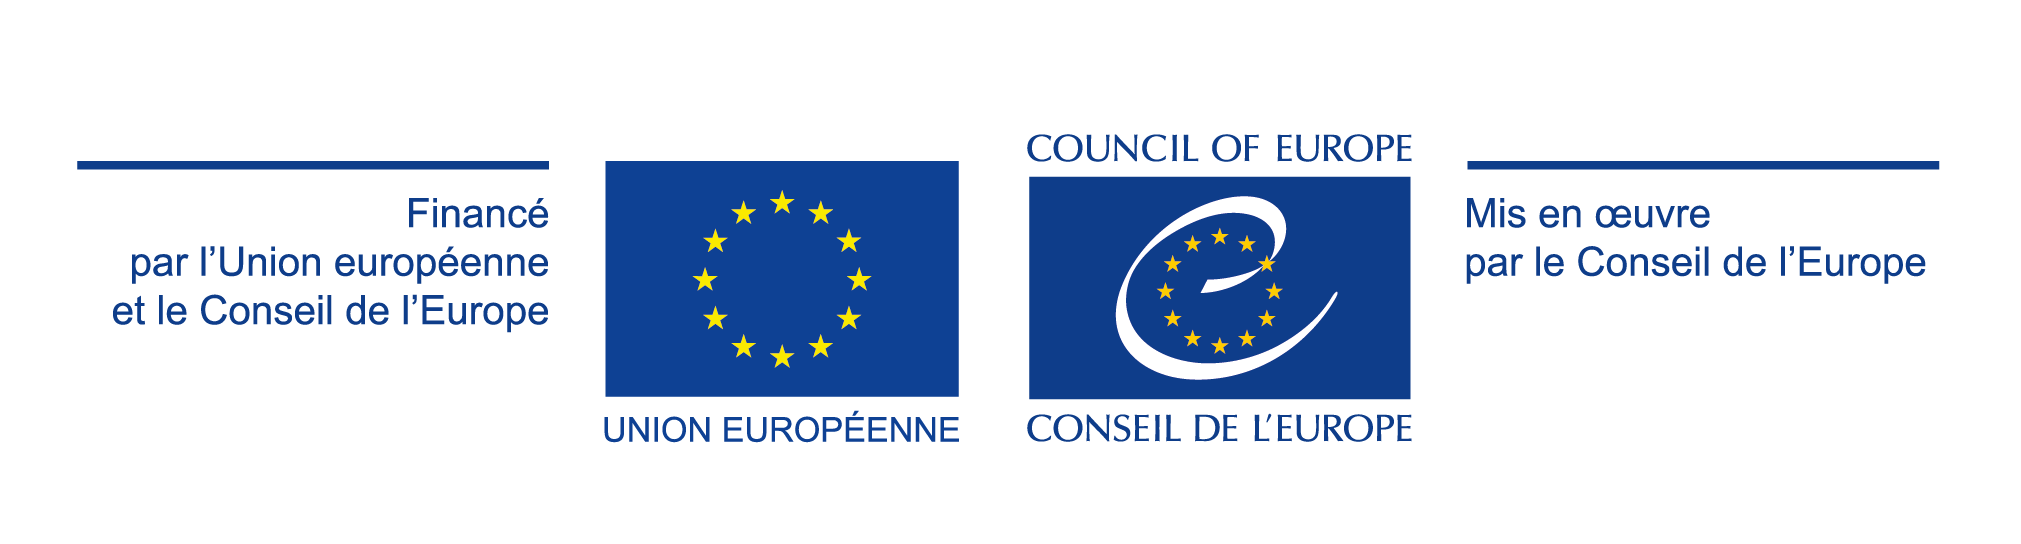 Financé
par l’Union européenne
et le Conseil de l’Europe
UNION EUROPÉENNE
COUNCIL OF EUROPE
CONSEIL DE L’EUROPE
Mis en œuvre
par le Conseil de l’Europe